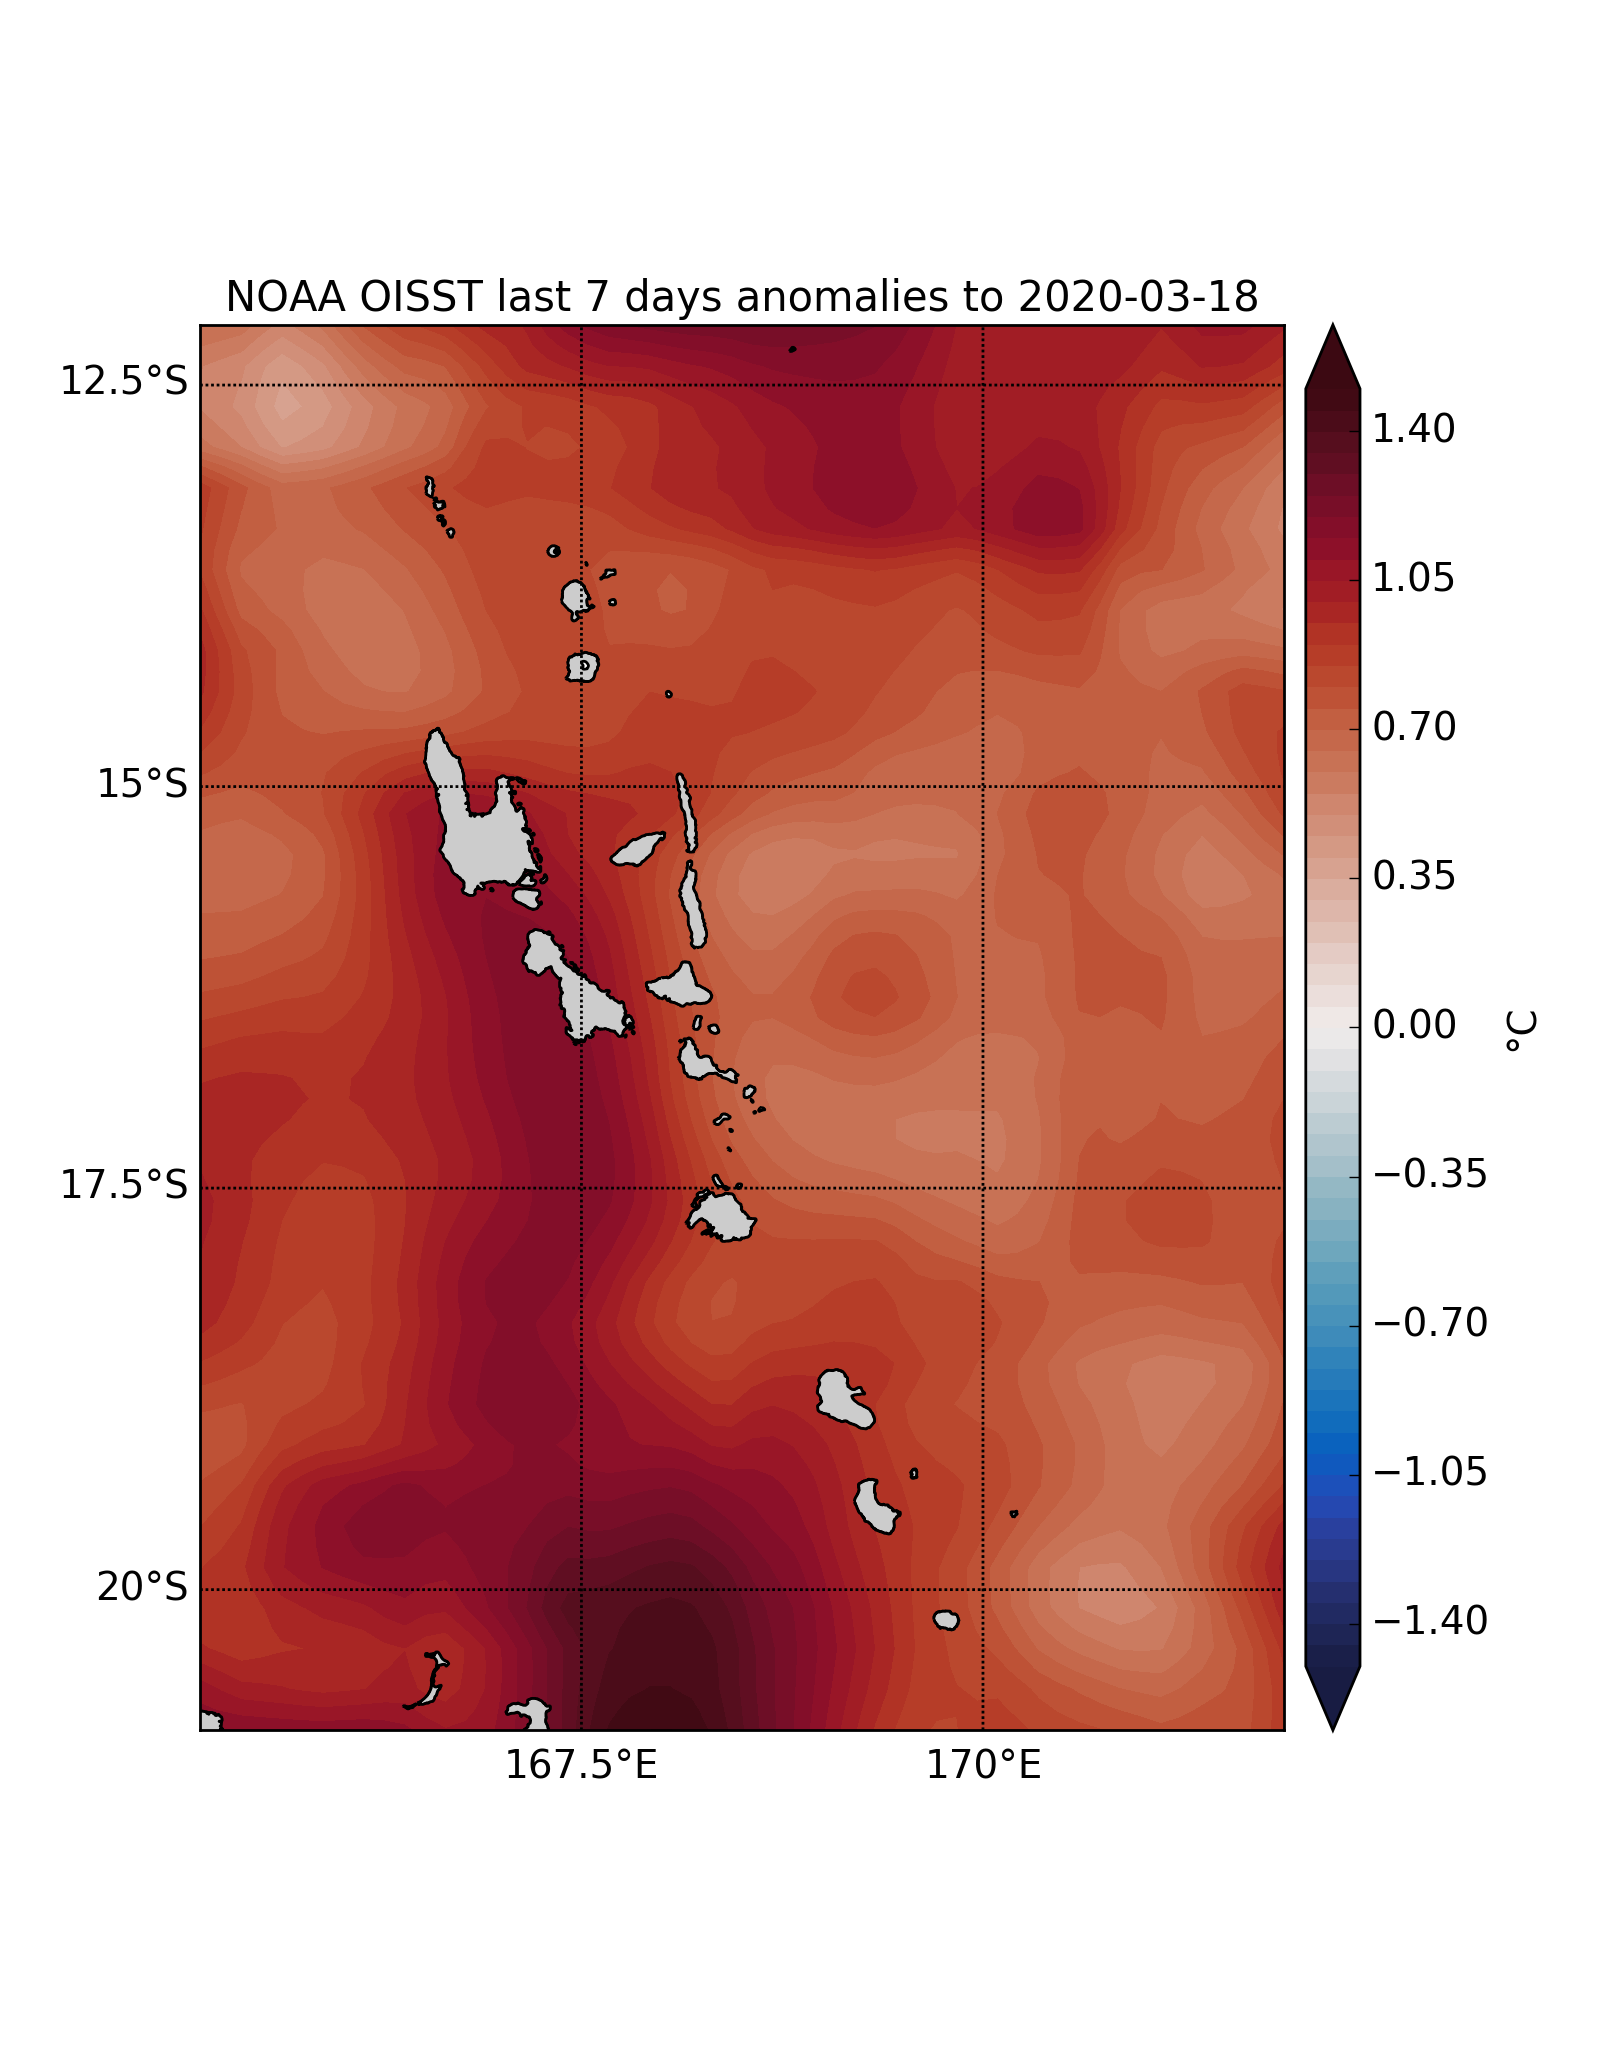 NOAA OISST last 7 days anomalies to 2020-03-18
12.5°S
15°S
17.5°S
20°S
167.5°E
170°E
1.40
1.05
0.70
0.35
0.00
−0.35
−0.70
−1.05
−1.40
°C